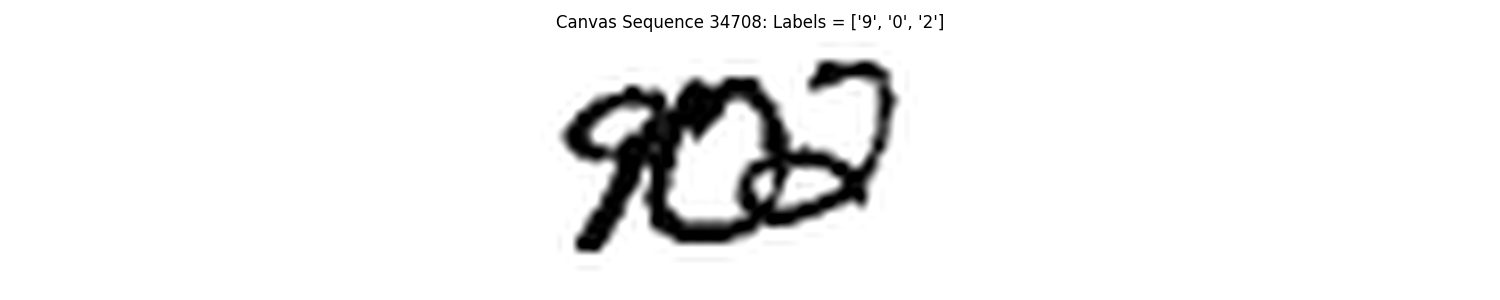 Canvas Sequence 34708: Labels = ['9', '0', '2']
902